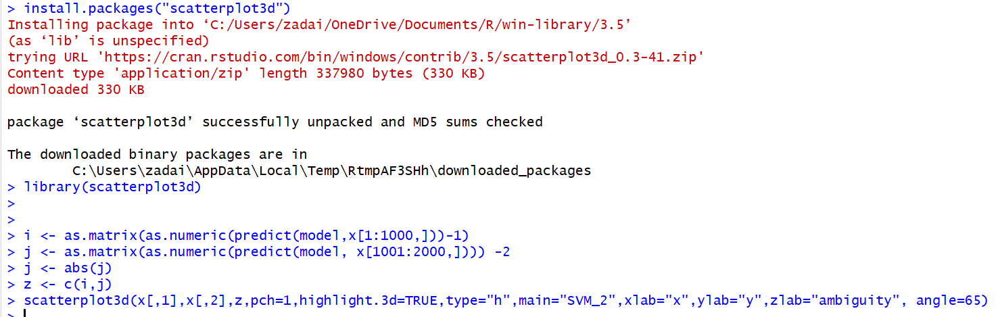 > install.packages("scatterplot3d")
Installing package into ‘C:/Users/zadai/OneDrive/Documents/R/win-library/3.5’
(as ‘lib’ is unspecified)
trying URL 'https://cran.rstudio.com/bin/windows/contrib/3.5/scatterplot3d_0.3-41.zip'
Content type 'application/zip' length 337980 bytes (330 KB)
downloaded 330 KB
package ‘scatterplot3d’ successfully unpacked and MD5 sums checked
The downloaded binary packages are in
        C:\Users\zadai\AppData\Local\Temp\RtmpAF3SHh\downloaded_packages
> library(scatterplot3d)
>
>
> i <- as.matrix(as.numeric(predict(model,x[1:1000,]))-1)
> j <- as.matrix(as.numeric(predict(model, x[1001:2000,]))) -2
> j <- abs(j)
> z <- c(i,j)
> scatterplot3d(x[,1],x[,2],z,pch=1,highlight.3d=TRUE,type="h",main="SVM_2",xlab="x",ylab="y",zlab="ambiguity", angle=65)
>